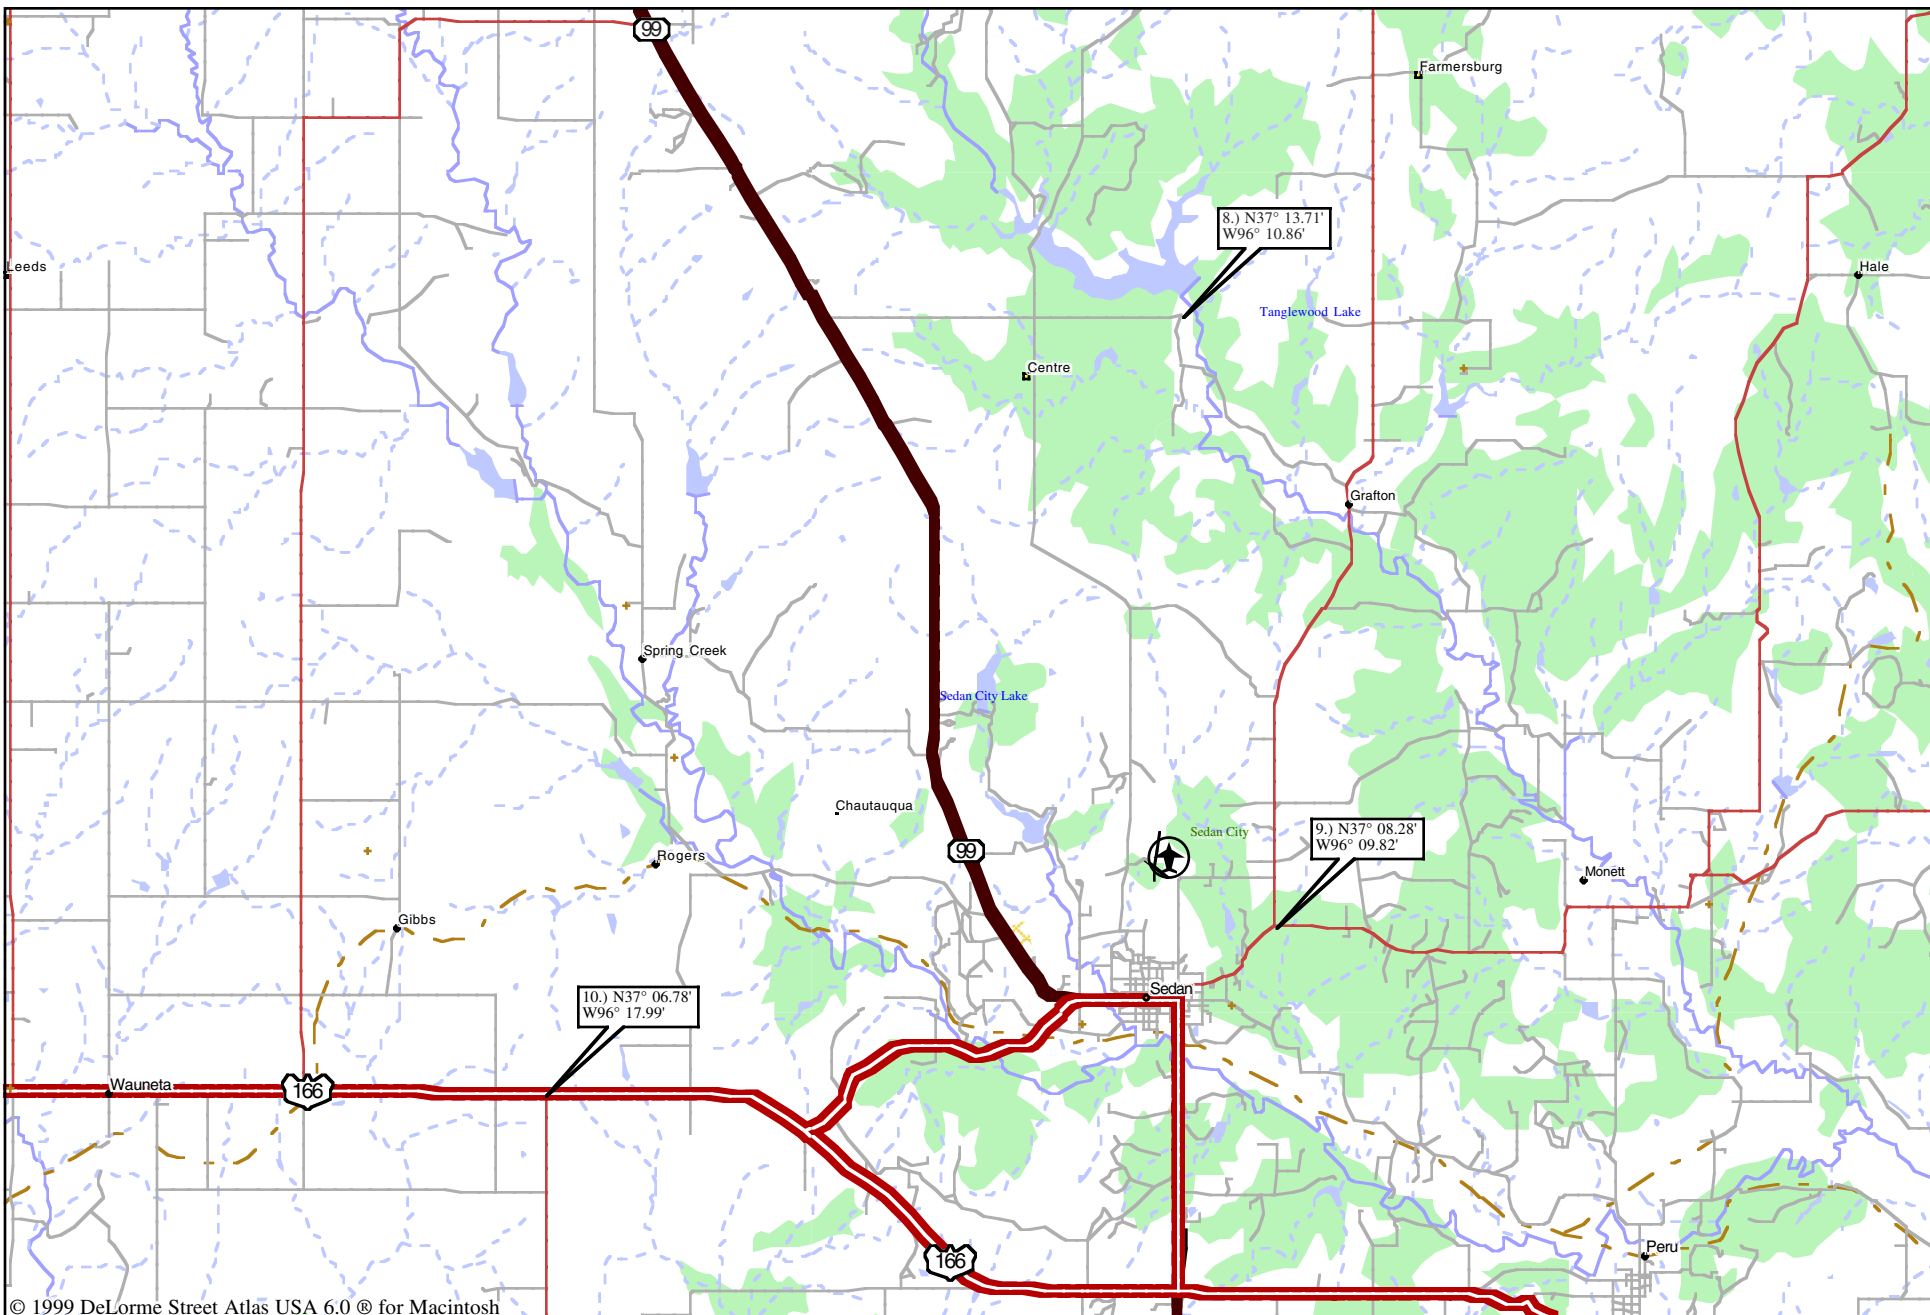 99
Farmersburg
8.) N37° 13.71'
W96° 10.86'
Leeds
Hale
Tanglewood Lake
Centre
Grafton
Spring Creek
Sedan City Lake
Chautauqua
Sedan City
9.) N37° 08.28'
W96° 09.82'
99
Rogers
Monett
Gibbs
10.) N37° 06.78'
W96° 17.99'
Sedan
Wauneta
166
Peru
166
© 1999 DeLorme Street Atlas USA 6.0 ® for Macintosh